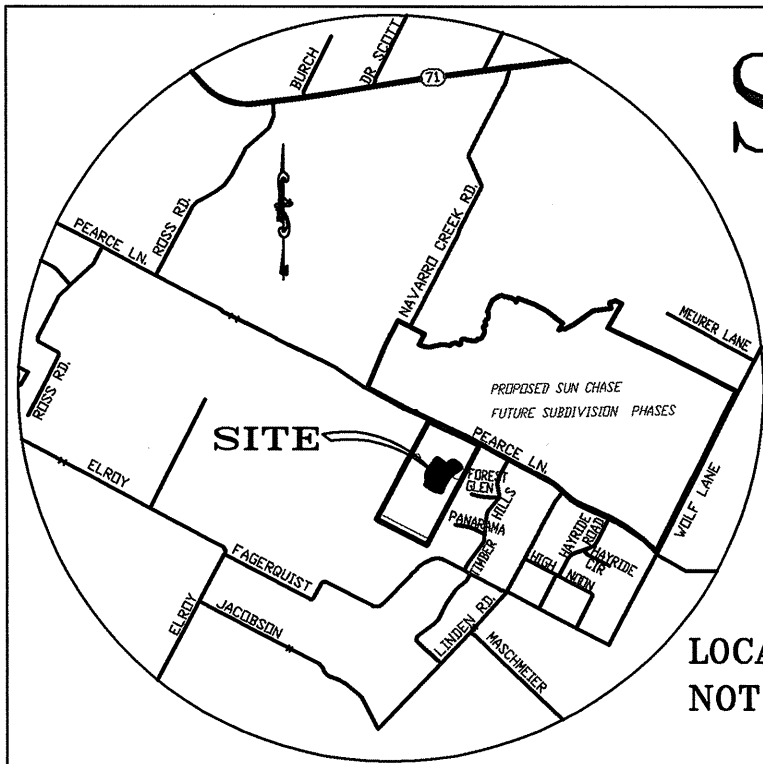 S
BURCH
DR SCOTT
71
ROSS RD.
PEARCE LN.
NAVARRO CREEK RD.
MEURER LANE
ROSS RD.
PROPOSED SUN CHASE
FUTURE SUBDIVISION PHASES
SITE
PEARCE LN.
ELROY
FOREST
GLEN
TIMBER HILLS
PANARAMA
HAYRIDE
ROAD
HAYRIDE
CIR
WOLF LANE
HIGH
NOON
FAGERQUIST
ELROY
JACOBSON
LINDEN RD.
MASCHMEIER
LOCA
NOT